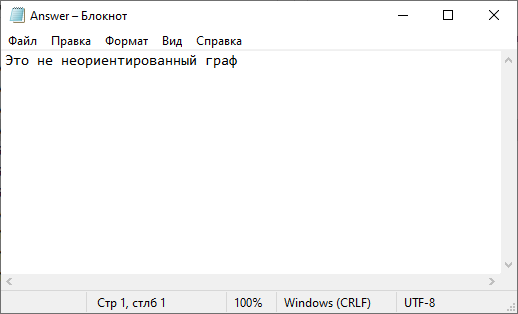 Answer – Блокнот
Файл Правка Формат Вид Справка
Это не неориентированный граф
Стр 1, стлб 1 100% Windows (CRLF) UTF-8